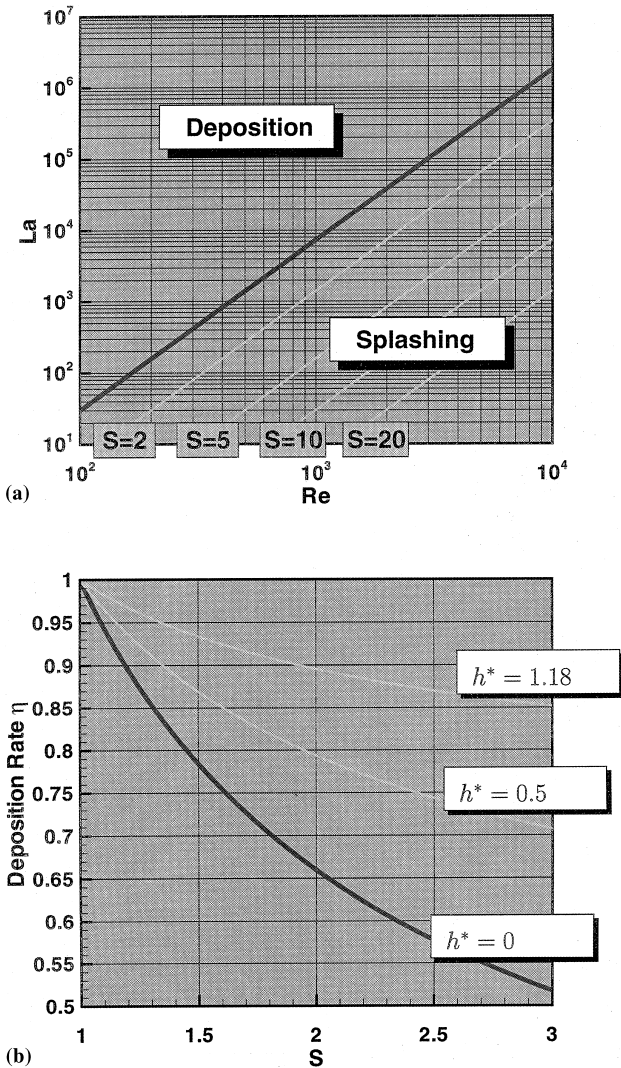 10⁷
10⁶
Deposition
10⁵
La
10⁴
10³
Splashing
10²
S=2 S=5 S=10 S=20
10¹
10² 10³ 10⁴
Re
(a)
1
0.95
0.9
h* = 1.18
0.85
Deposition Rate η
0.8
0.75
h* = 0.5
0.7
0.65
0.6
h* = 0
0.55
0.5
1 1.5 2 2.5 3
S
(b)